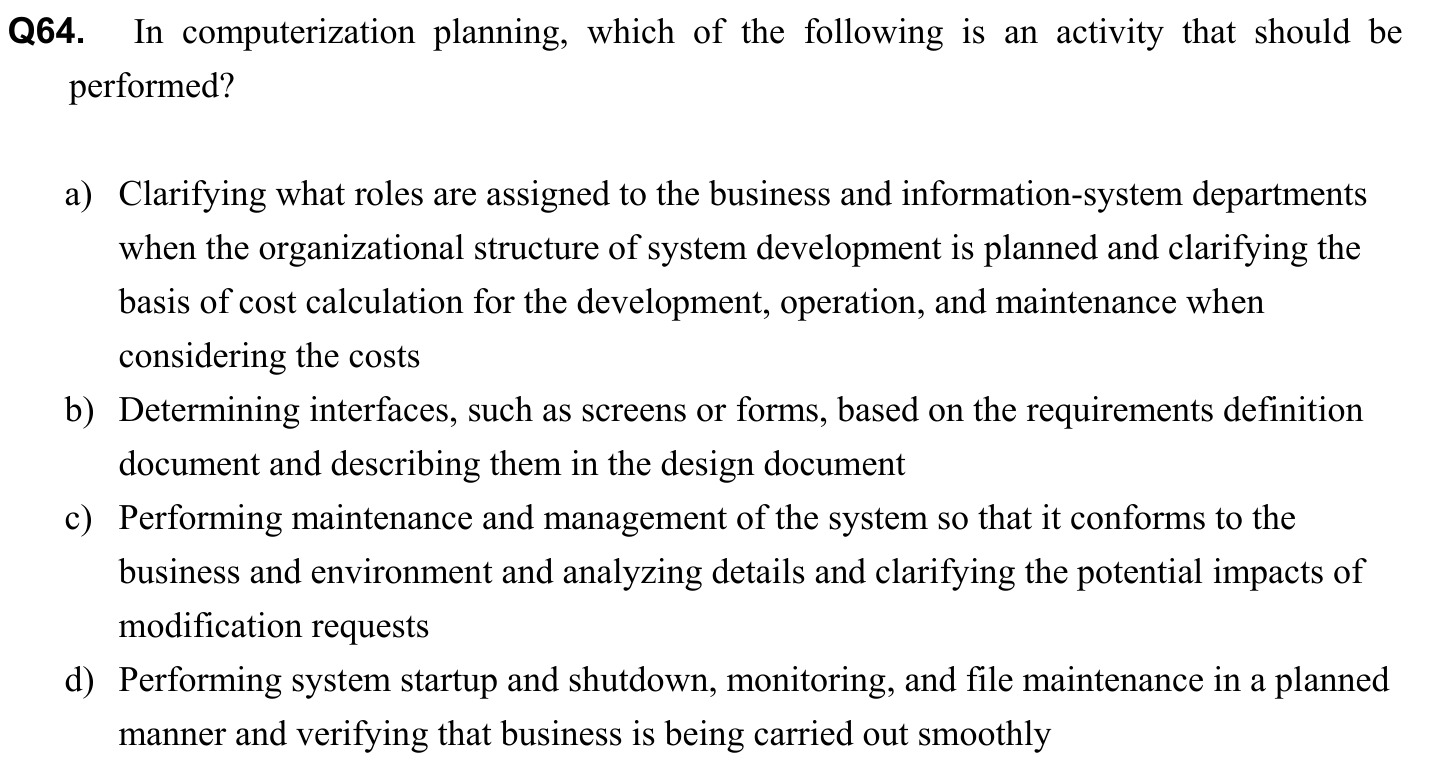 Q64. In computerization planning, which of the following is an activity that should be
performed?
a) Clarifying what roles are assigned to the business and information-system departments
when the organizational structure of system development is planned and clarifying the
basis of cost calculation for the development, operation, and maintenance when
considering the costs
b) Determining interfaces, such as screens or forms, based on the requirements definition
document and describing them in the design document
c) Performing maintenance and management of the system so that it conforms to the
business and environment and analyzing details and clarifying the potential impacts of
modification requests
d) Performing system startup and shutdown, monitoring, and file maintenance in a planned
manner and verifying that business is being carried out smoothly